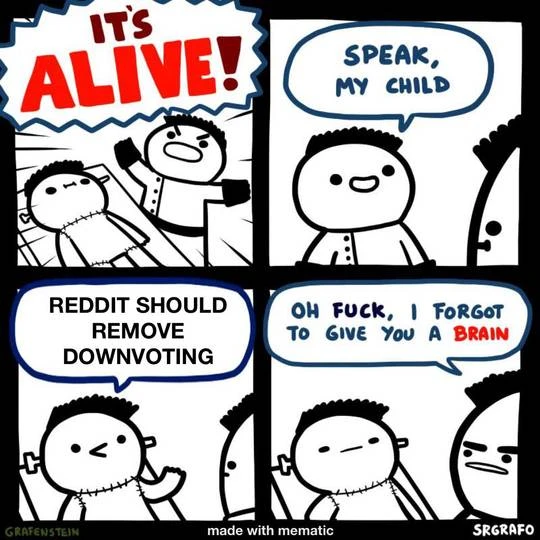 IT'S
ALIVE!
SPEAK,
MY CHILD
REDDIT SHOULD
REMOVE
DOWNVOTING
OH FUCK, I FORGOT
TO GIVE YOU A BRAIN
GRAFENSTEIN
made with mematic
SRGRAFO